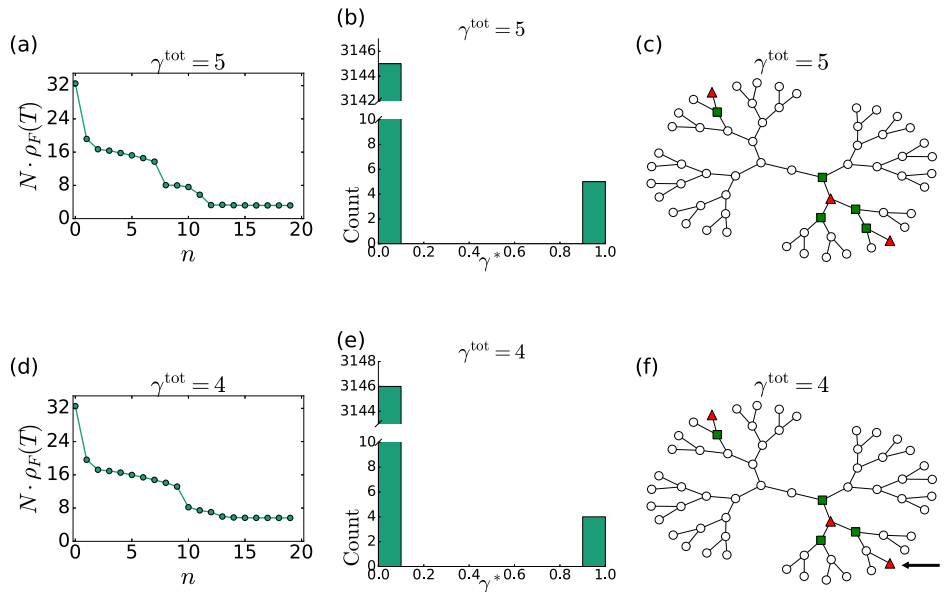 (a)
γ^tot = 5
N · ρ_F(T)
32
24
16
8
0
0 5 10 15 20
n
(b)
γ^tot = 5
3146
3144
3142
10
8
6
4
2
0
Count
0.0 0.2 0.4 0.6 0.8 1.0
γ*
(c)
γ^tot = 5
(d)
γ^tot = 4
N · ρ_F(T)
32
24
16
8
0
0 5 10 15 20
n
(e)
γ^tot = 4
3148
3146
3144
10
8
6
4
2
0
Count
0.0 0.2 0.4 0.6 0.8 1.0
γ*
(f)
γ^tot = 4